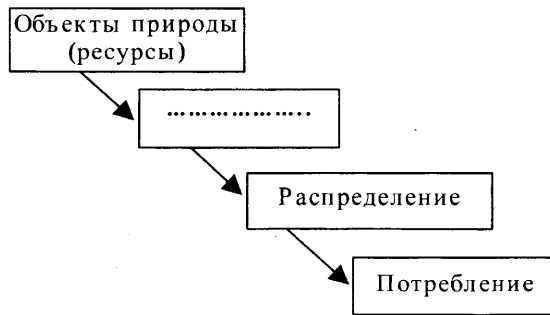 Объекты природы
(ресурсы)
………………..
Распределение
Потребление